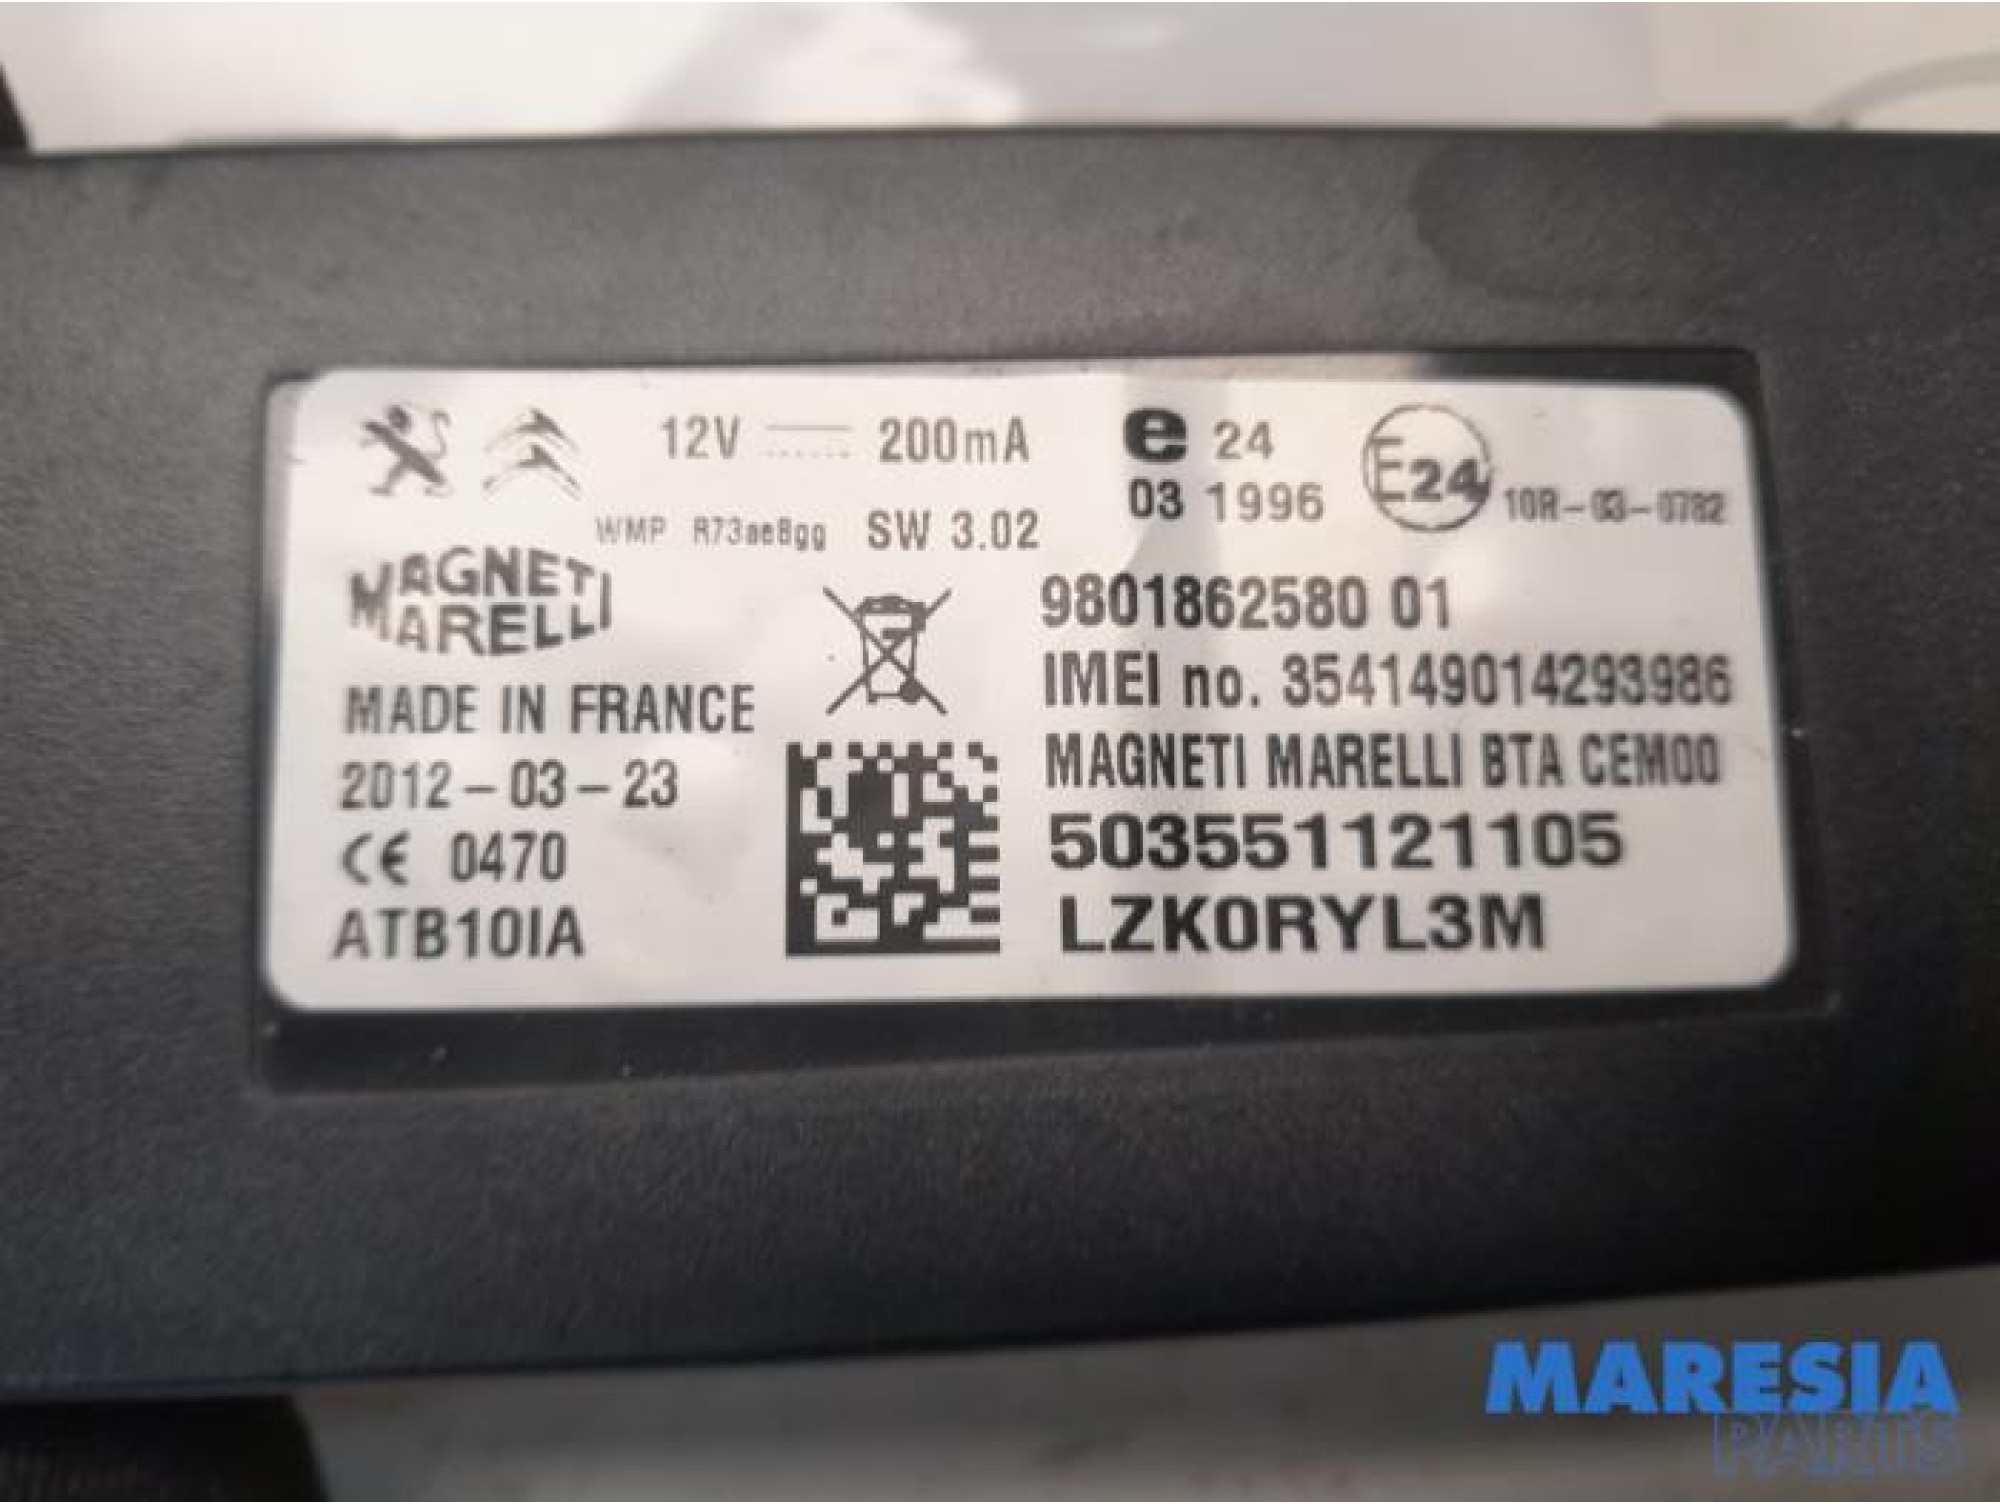 12V 200mA
e 24
03 1996
E24 10R-03-0782
WMP R73ae8gg SW 3.02
MAGNETI
MARELLI
9801862580 01
IMEI no. 354149014293986
MADE IN FRANCE
MAGNETI MARELLI BTA CEM00
2012-03-23
503551121105
CE 0470
ATB10IA
LZK0RYL3M
MARESIA
PARTS